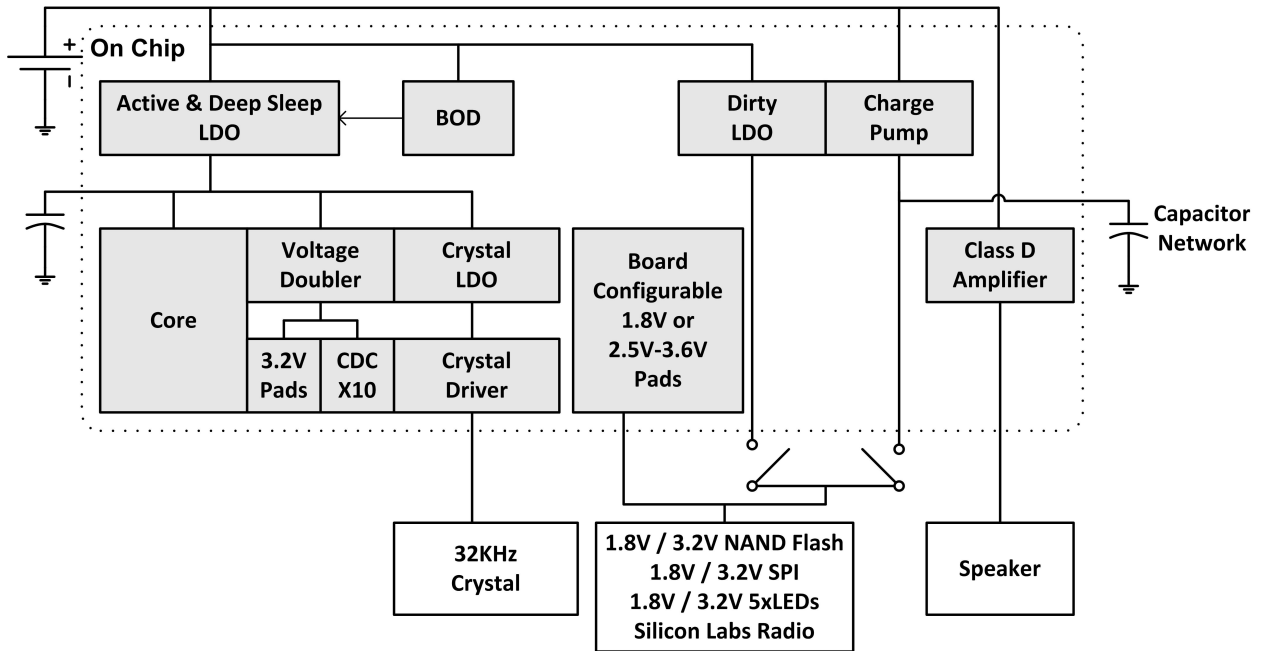 +
On Chip
Active & Deep Sleep
LDO
BOD
Dirty
LDO
Charge
Pump
Capacitor
Network
Core
Voltage
Doubler
Crystal
LDO
Board
Configurable
1.8V or
2.5V-3.6V
Pads
Class D
Amplifier
3.2V
Pads
CDC
X10
Crystal
Driver
32KHz
Crystal
1.8V / 3.2V NAND Flash
1.8V / 3.2V SPI
1.8V / 3.2V 5xLEDs
Silicon Labs Radio
Speaker